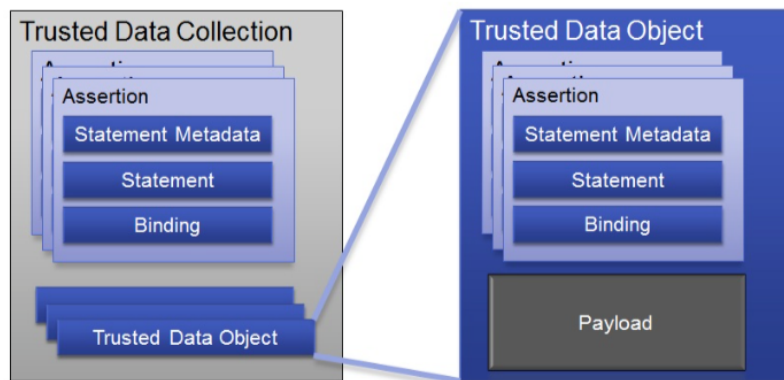 Trusted Data Collection
Assertion
Statement Metadata
Statement
Binding
Trusted Data Object
Trusted Data Object
Assertion
Statement Metadata
Statement
Binding
Payload